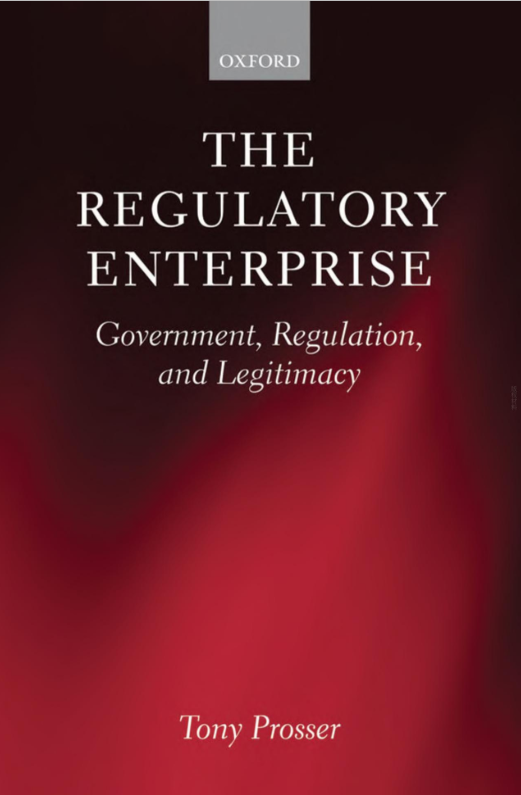 OXFORD
THE
REGULATORY
ENTERPRISE
Government, Regulation,
and Legitimacy
Tony Prosser